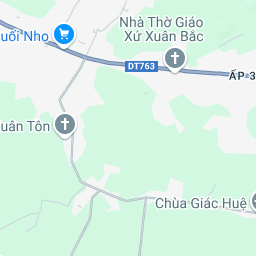 Nhà Thờ Giáo
Xứ Xuân Bắc
uối Nho
DT763
ẤP 3
uân Tôn
Chùa Giác Huệ